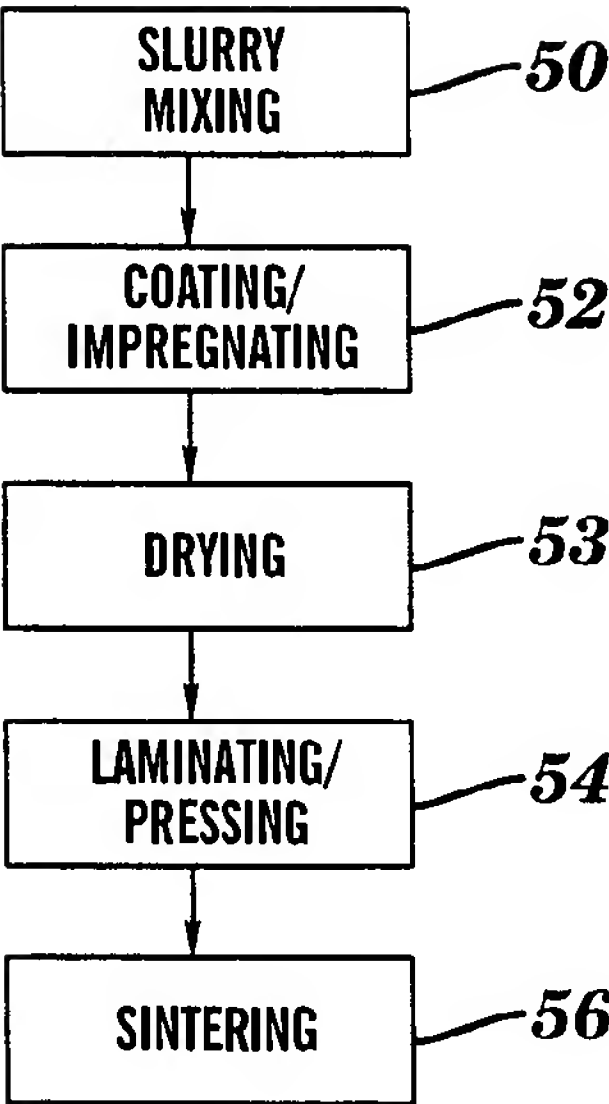 SLURRY
MIXING
50
COATING/
IMPREGNATING
52
DRYING
53
LAMINATING/
PRESSING
54
SINTERING
56